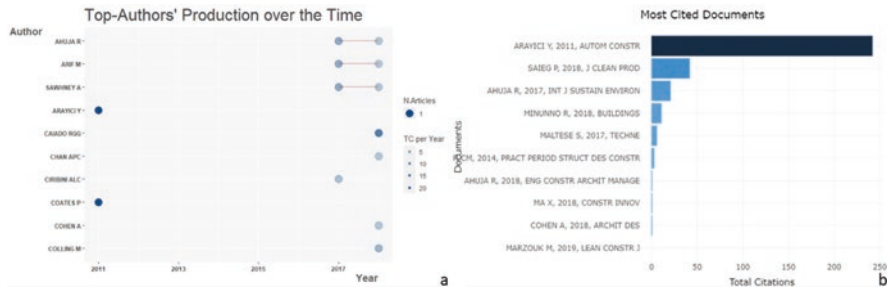 Top-Authors' Production over the Time
Author
AHUJA R
ARIF M
SAWHNEY A
ARAYICI Y
CAIADO RGG
CHAN APC
CIRIBINI ALC
COATES P
COHEN A
COLLING M
2011
2013
2015
2017
Year
N.Articles
1
TC per Year
5
10
15
20
a
Most Cited Documents
Documents
ARAYICI Y, 2011, AUTOM CONSTR
SAIEG P, 2018, J CLEAN PROD
AHUJA R, 2017, INT J SUSTAIN ENVIRON
MINUNNO R, 2018, BUILDINGS
MALTESE S, 2017, TECHNE
2014, PRACT PERIOD STRUCT DES CONSTR
AHUJA R, 2018, ENG CONSTR ARCHIT MANAGE
MA X, 2018, CONSTR INNOV
COHEN A, 2018, ARCHIT DES
MARZOUK M, 2019, LEAN CONSTR J
0
50
100
150
200
250
Total Citations
b